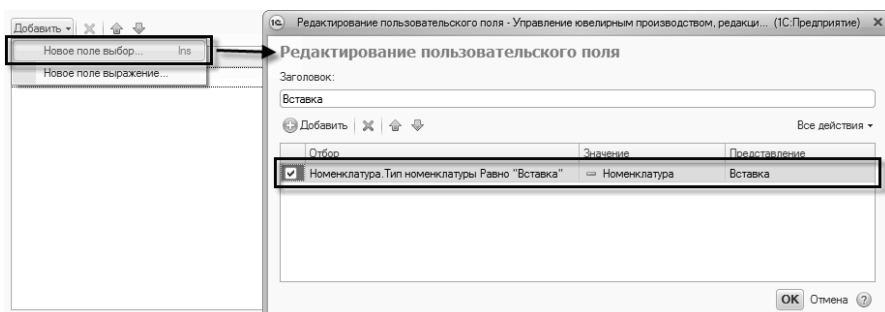 Добавить
Новое поле выбор... Ins
Новое поле выражение...
Редактирование пользовательского поля - Управление ювелирным производством, редакци... (1С:Предприятие)
Редактирование пользовательского поля
Заголовок:
Вставка
Добавить
Все действия
Отбор Значение Представление
Номенклатура.Тип номенклатуры Равно "Вставка" Номенклатура Вставка
ОК Отмена ?